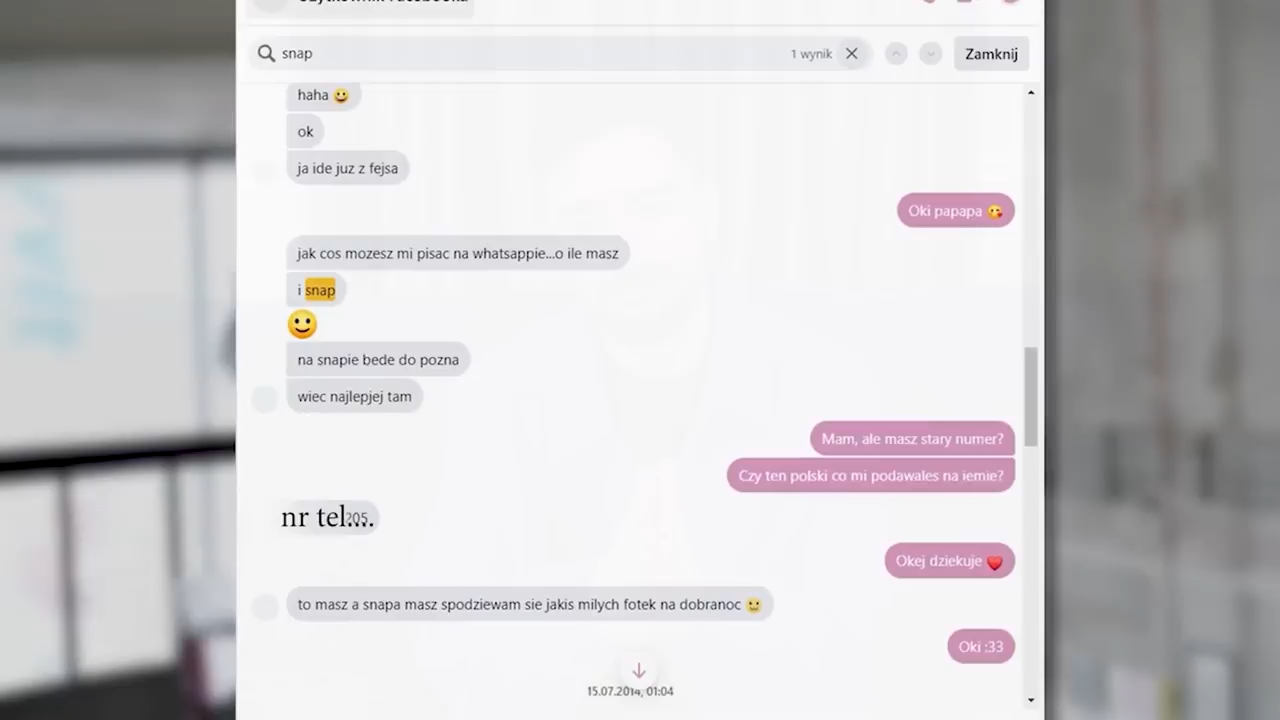 snap
1 wynik
Zamknij
haha
ok
ja ide juz z fejsa
Oki papapa
jak cos mozesz mi pisac na whatsappie...o ile masz
i snap
na snapie bede do pozna
wiec najlepjej tam
Mam, ale masz stary numer?
Czy ten polski co mi podawales na iemie?
nr tel....
205
Okej dziekuje
to masz a snapa masz spodziewam sie jakis milych fotek na dobranoc
Oki :33
15.07.2014, 01:04